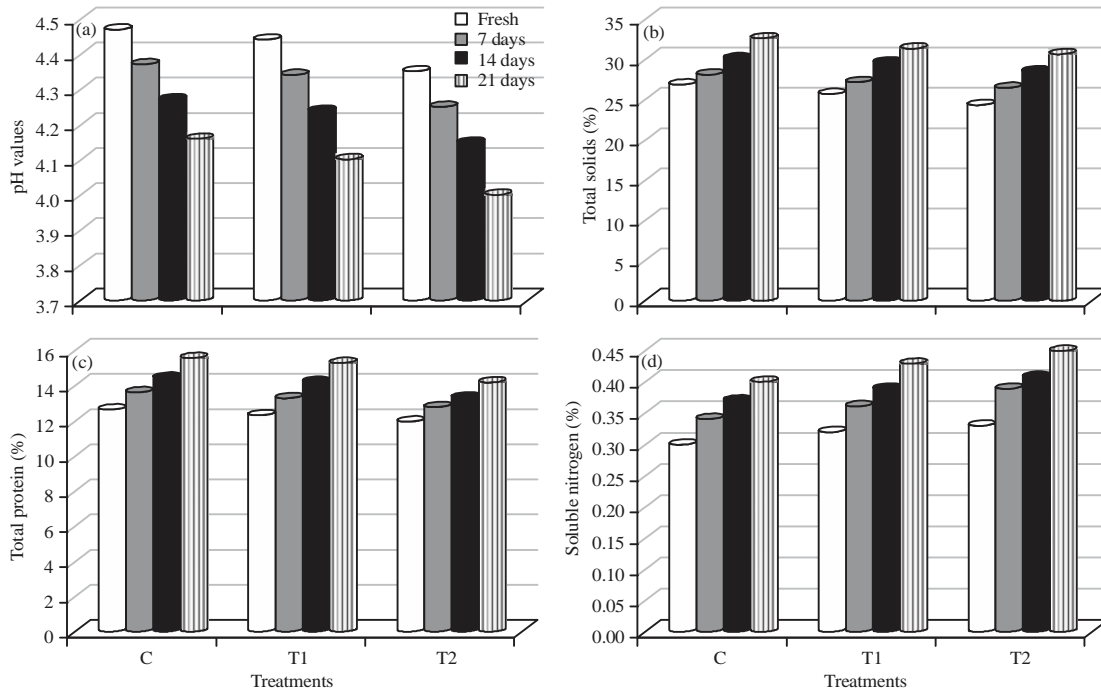 (a)
Fresh
7 days
14 days
21 days
pH values
4.5
4.4
4.3
4.2
4.1
4.0
3.9
3.8
3.7
(b)
Total solids (%)
35
30
25
20
15
10
5
0
(c)
Total protein (%)
16
14
12
10
8
6
4
2
0
C T1 T2
Treatments
(d)
Soluble nitrogen (%)
0.45
0.40
0.35
0.30
0.25
0.20
0.15
0.10
0.05
0.00
C T1 T2
Treatments